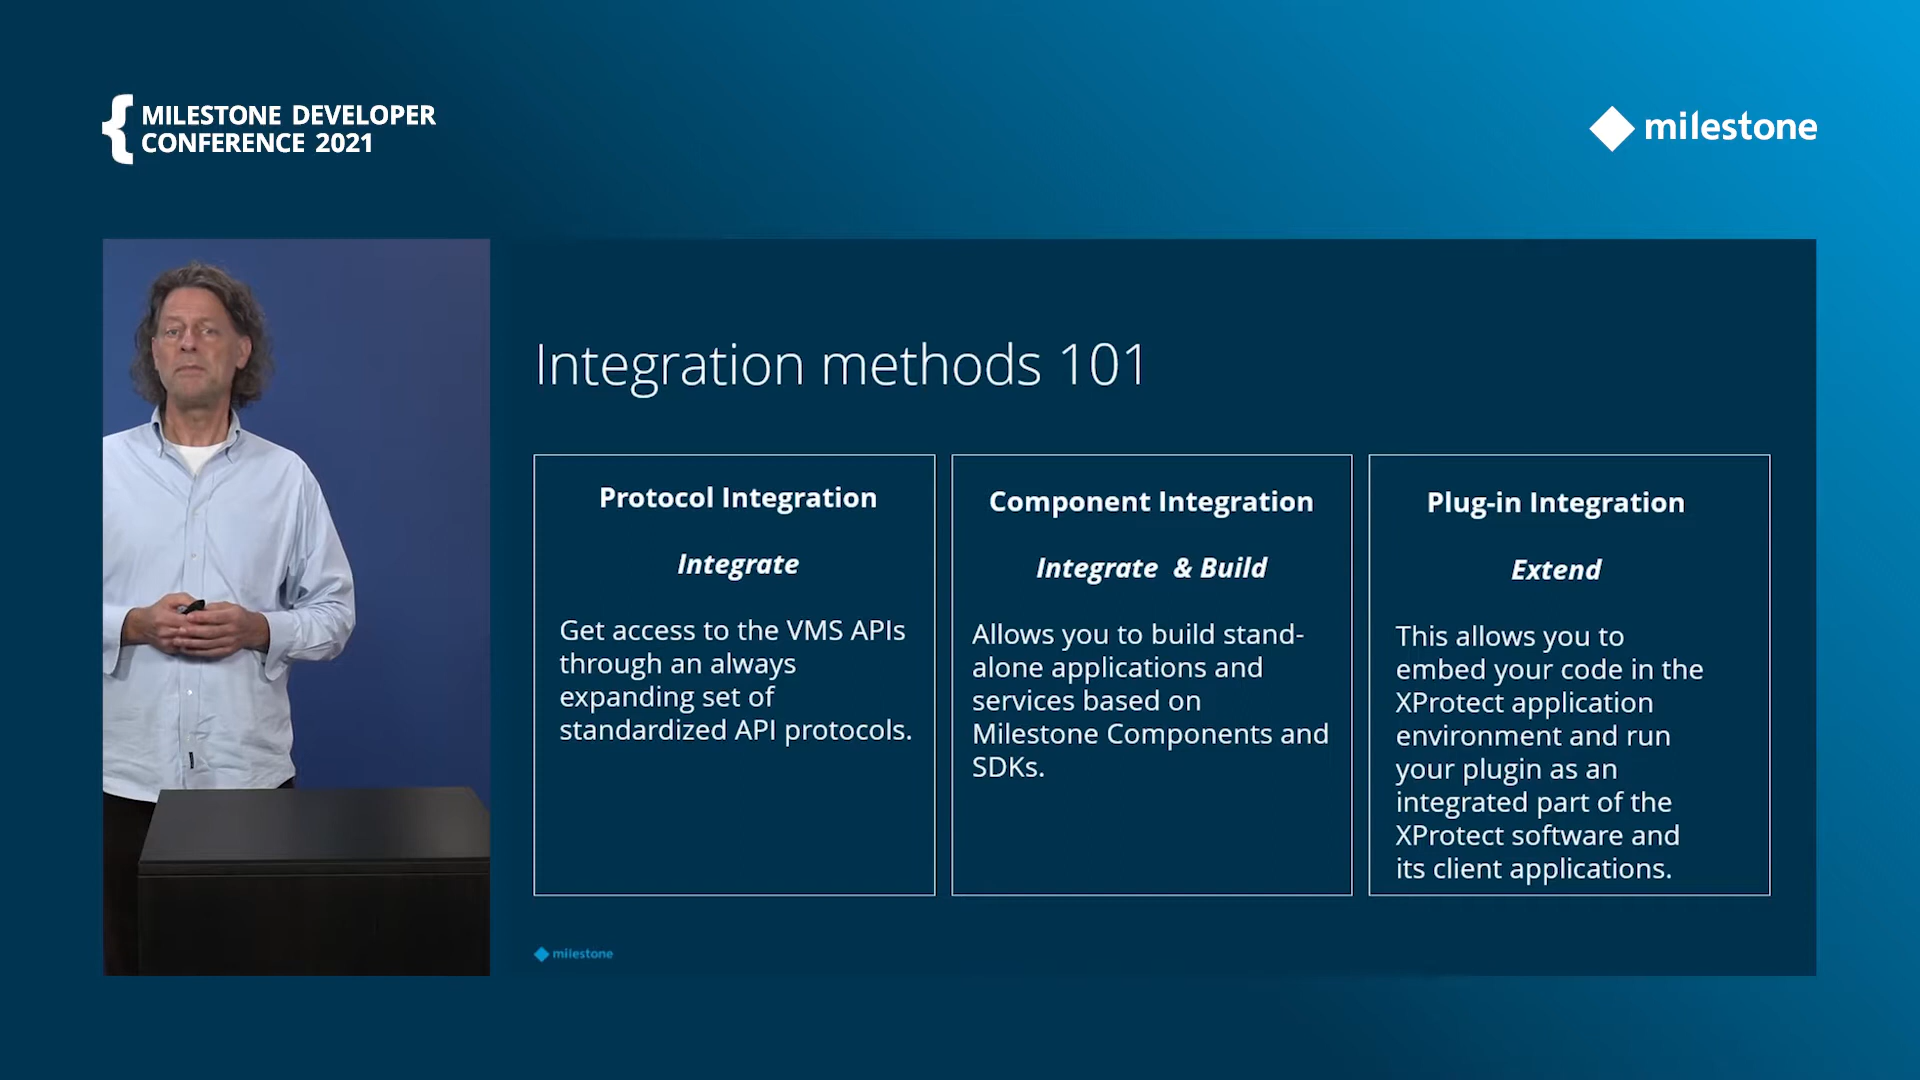 MILESTONE DEVELOPER
CONFERENCE 2021
milestone
Integration methods 101
Protocol Integration
Integrate
Get access to the VMS APIs
through an always
expanding set of
standardized API protocols.
Component Integration
Integrate & Build
Allows you to build stand-
alone applications and
services based on
Milestone Components and
SDKs.
Plug-in Integration
Extend
This allows you to
embed your code in the
XProtect application
environment and run
your plugin as an
integrated part of the
XProtect software and
its client applications.
milestone